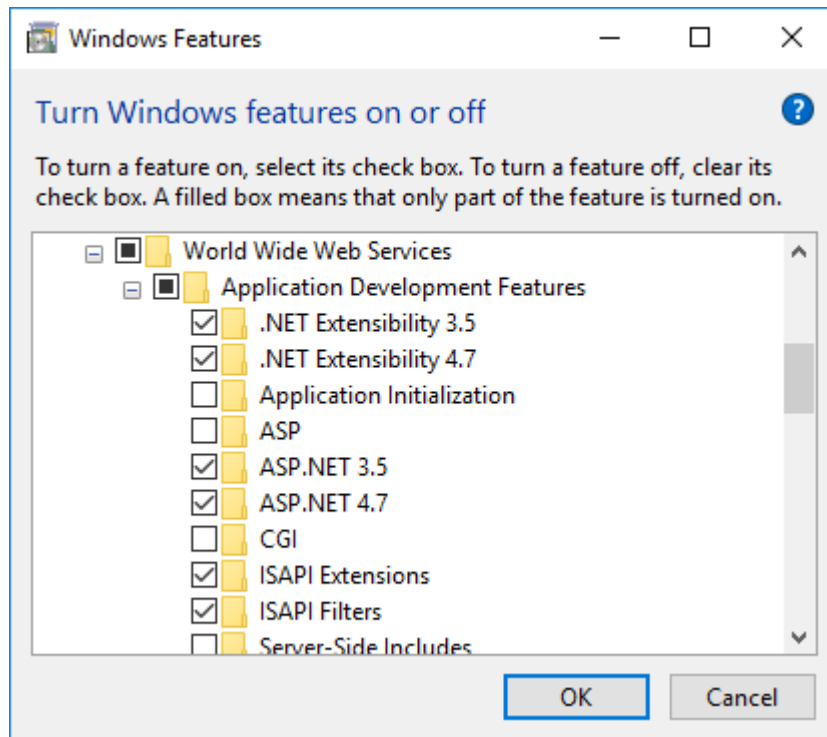 Windows Features
Turn Windows features on or off
To turn a feature on, select its check box. To turn a feature off, clear its
check box. A filled box means that only part of the feature is turned on.
World Wide Web Services
Application Development Features
.NET Extensibility 3.5
.NET Extensibility 4.7
Application Initialization
ASP
ASP.NET 3.5
ASP.NET 4.7
CGI
ISAPI Extensions
ISAPI Filters
Server-Side Includes
OK
Cancel